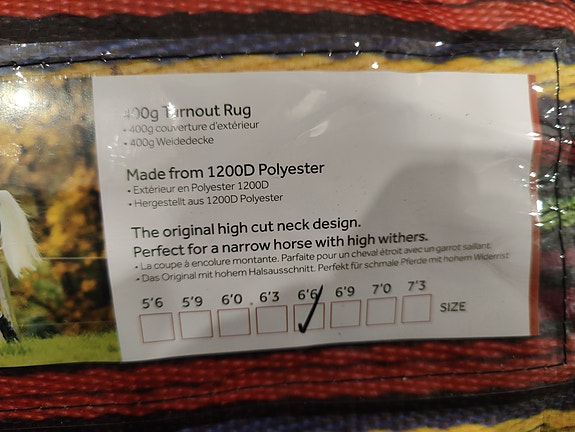 400g Turnout Rug
• 400g couverture d'extérieur
• 400g Weidedecke
Made from 1200D Polyester
• Extérieur en Polyester 1200D
• Hergestellt aus 1200D Polyester
The original high cut neck design.
Perfect for a narrow horse with high withers.
• La coupe à encolure montante. Parfaite pour un cheval étroit avec un garrot saillant.
• Das Original mit hohem Halsausschnitt. Perfekt für schmale Pferde mit hohem Widerrist
5'6 5'9 6'0 6'3 6'6 6'9 7'0 7'3
SIZE